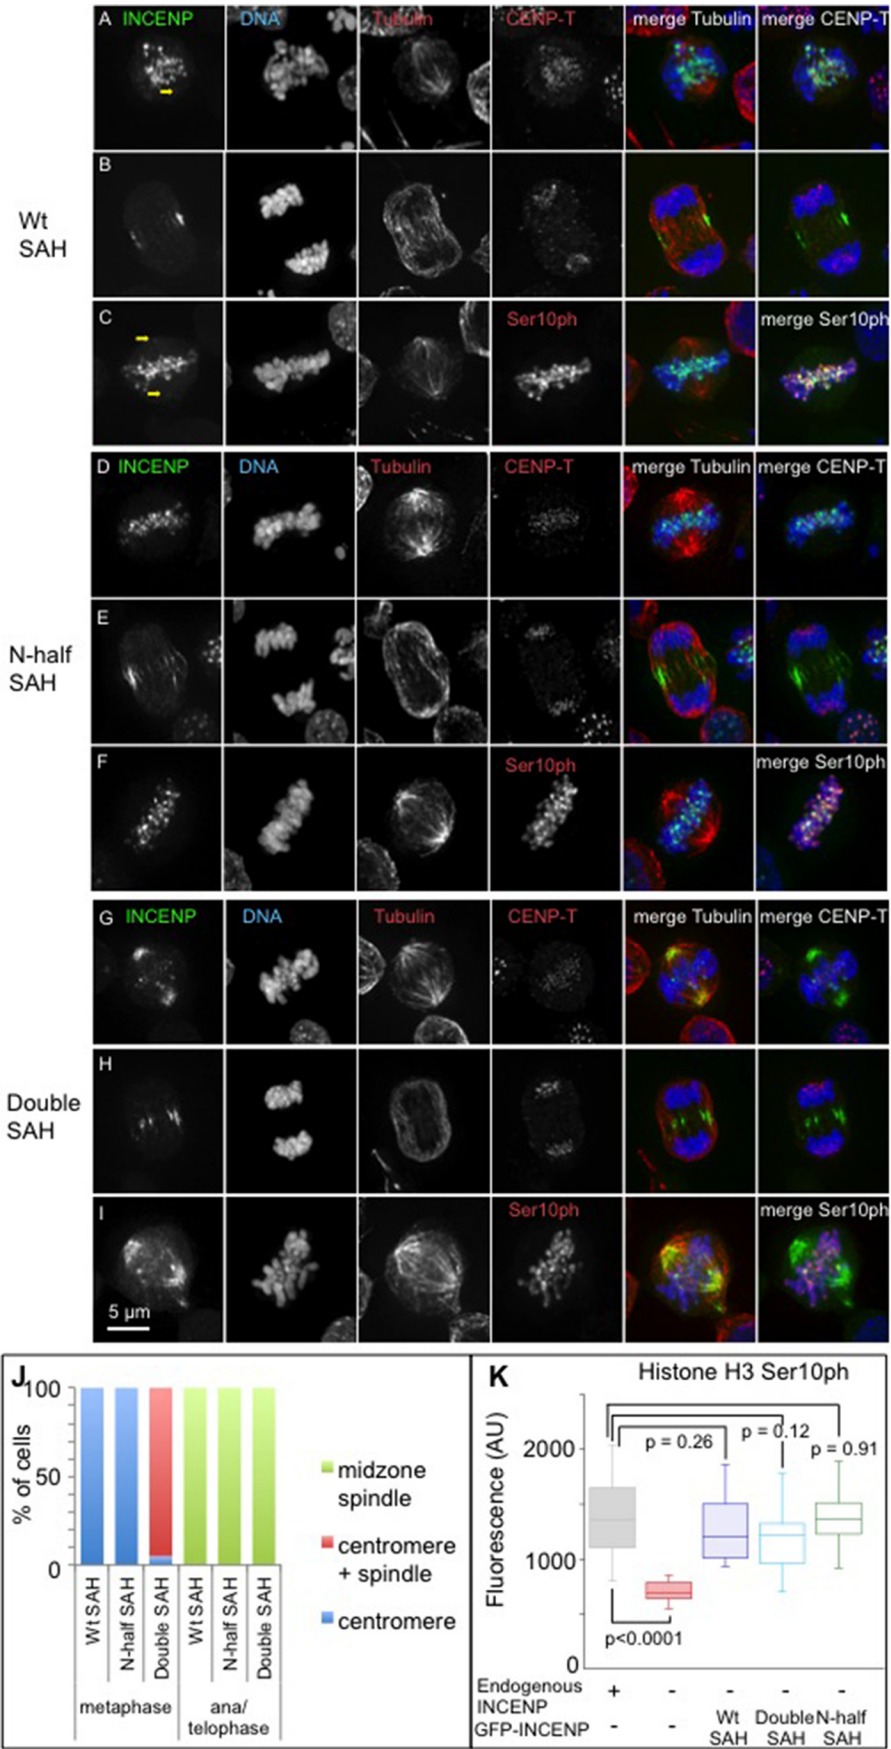 A INCENP DNA Tubulin CENP-T merge Tubulin merge CENP-T
B
Wt
SAH
C Ser10ph merge Ser10ph
D INCENP DNA Tubulin CENP-T merge Tubulin merge CENP-T
E
N-half
SAH
F Ser10ph merge Ser10ph
G INCENP DNA Tubulin CENP-T merge Tubulin merge CENP-T
H
Double
SAH
I Ser10ph merge Ser10ph
5 µm
J
% of cells
100
50
0
Wt SAH
N-half SAH
Double SAH
Wt SAH
N-half SAH
Double SAH
metaphase
ana/
telophase
midzone
spindle
centromere
+ spindle
centromere
K Histone H3 Ser10ph
Fluorescence (AU)
2000
1000
0
p = 0.26
p = 0.12
p = 0.91
p<0.0001
Endogenous
INCENP + - - - -
GFP-INCENP - - Wt SAH Double SAH N-half SAH